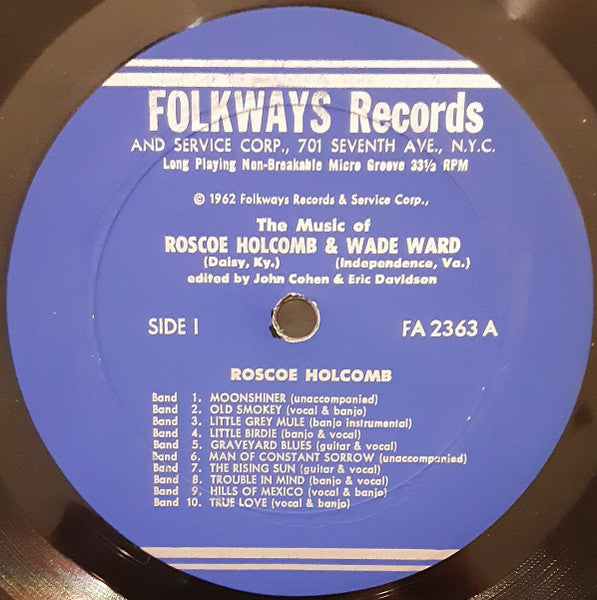 FOLKWAYS Records
AND SERVICE CORP., 701 SEVENTH AVE., N.Y.C.
Long Playing Non-Breakable Micro Groove 33⅓ RPM
© 1962 Folkways Records & Service Corp.,
The Music of
ROSCOE HOLCOMB & WADE WARD
(Daisy, Ky.) (Independence, Va.)
edited by John Cohen & Eric Davidson
SIDE I FA 2363 A
ROSCOE HOLCOMB
Band 1. MOONSHINER (unaccompanied)
Band 2. OLD SMOKEY (vocal & banjo)
Band 3. LITTLE GREY MULE (banjo instrumental)
Band 4. LITTLE BIRDIE (banjo & vocal)
Band 5. GRAVEYARD BLUES (guitar & vocal)
Band 6. MAN OF CONSTANT SORROW (unaccompanied)
Band 7. THE RISING SUN (guitar & vocal)
Band 8. TROUBLE IN MIND (banjo & vocal)
Band 9. HILLS OF MEXICO (vocal & banjo)
Band 10. TRUE LOVE (vocal & banjo)